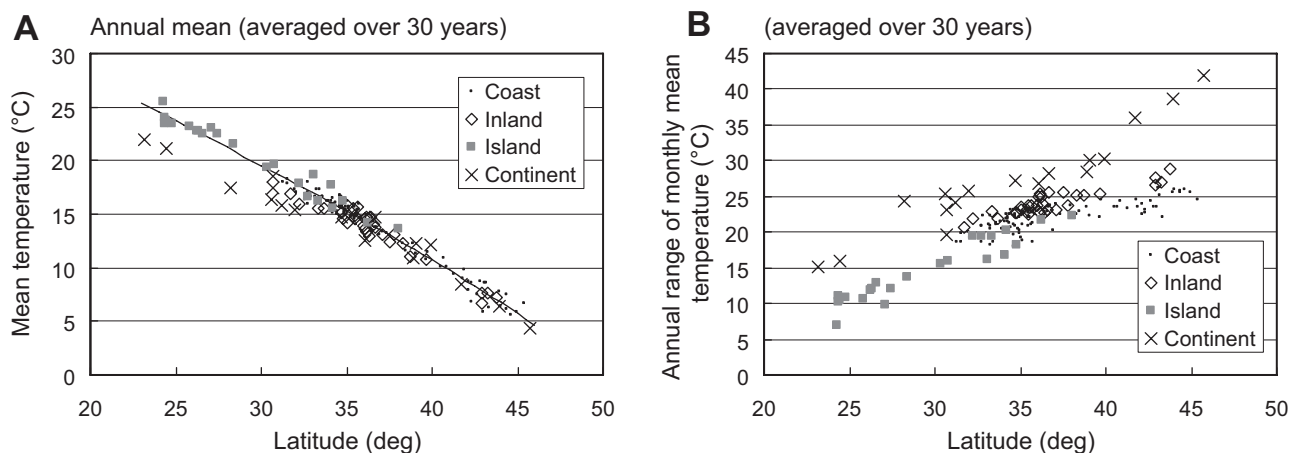 A
Annual mean (averaged over 30 years)
Mean temperature (°C)
30
25
20
15
10
5
0
20
25
30
35
40
45
50
Latitude (deg)
Coast
Inland
Island
Continent
B
(averaged over 30 years)
Annual range of monthly mean
temperature (°C)
45
40
35
30
25
20
15
10
5
0
20
25
30
35
40
45
50
Latitude (deg)
Coast
Inland
Island
Continent